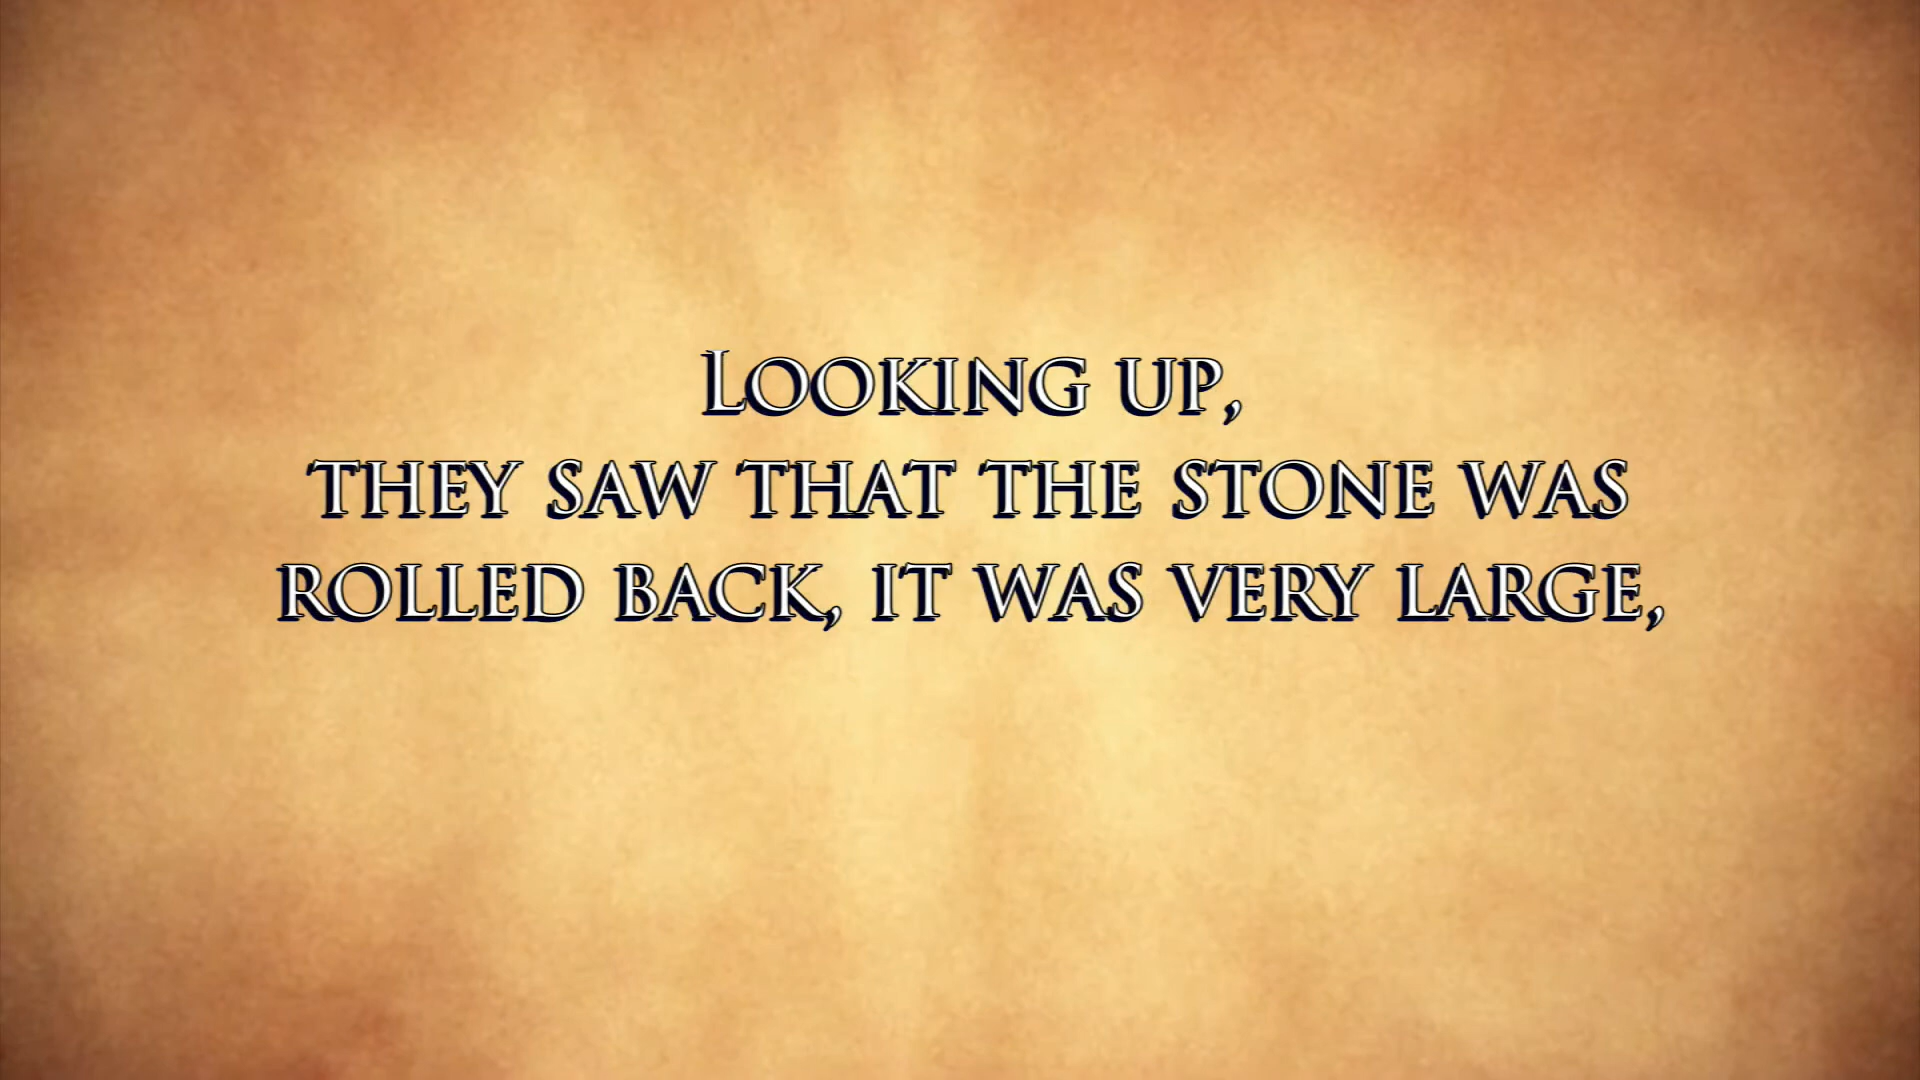 Looking up,
they saw that the stone was
rolled back, it was very large,